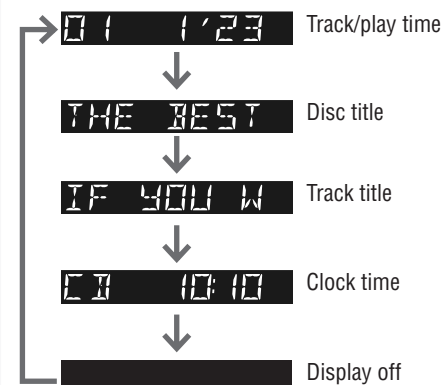 01 1'23 Track/play time
THE BEST Disc title
IF YOU W Track title
CD 10:10 Clock time
Display off